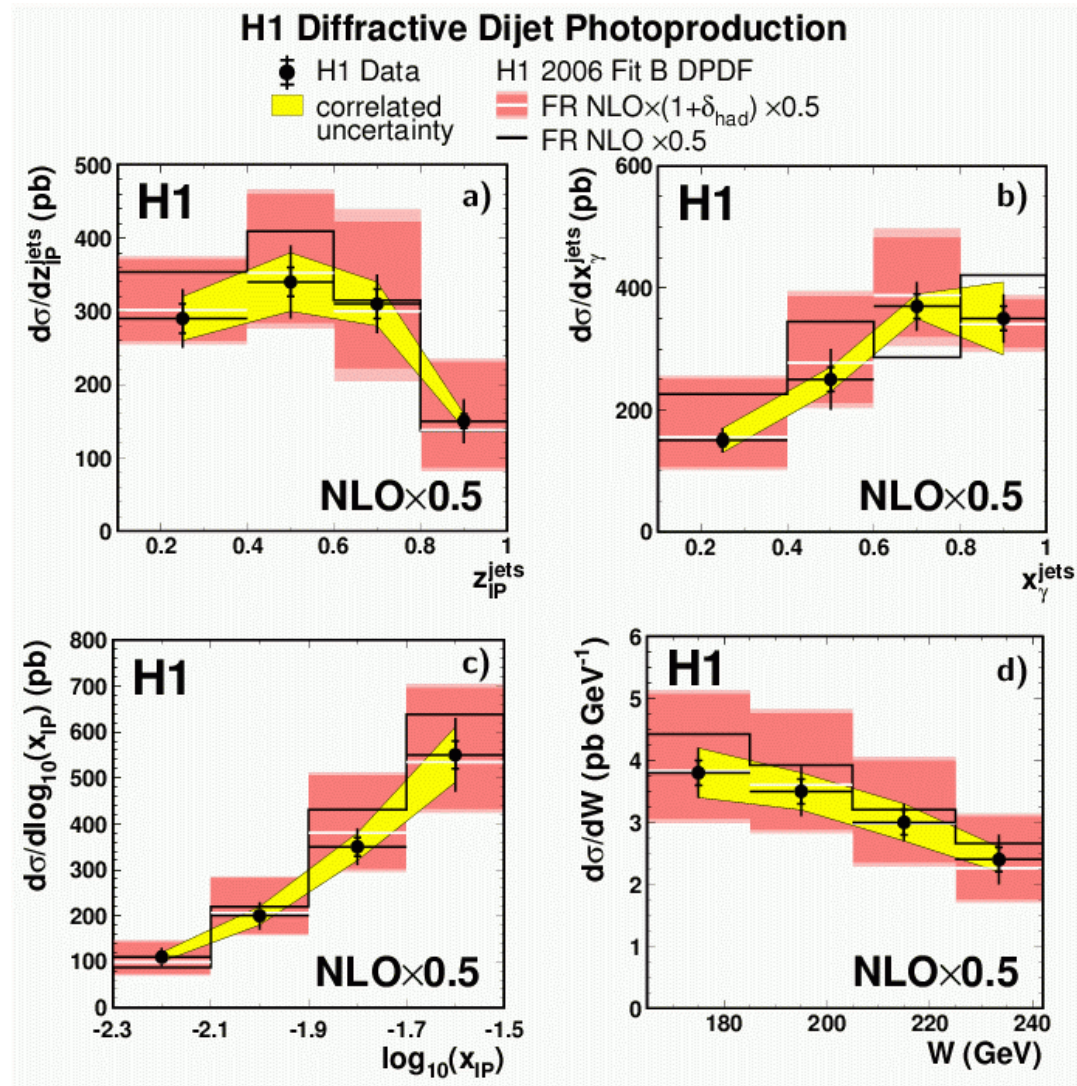 H1 Diffractive Dijet Photoproduction
H1 Data
correlated
uncertainty
H1 2006 Fit B DPDF
FR NLO×(1+δhad) ×0.5
FR NLO ×0.5
dσ/dz_IP^jets (pb)
500
400
300
200
100
0
H1
a)
NLO×0.5
0.2 0.4 0.6 0.8 1
z_IP^jets
dσ/dx_γ^jets (pb)
600
400
200
0
H1
b)
NLO×0.5
0.2 0.4 0.6 0.8 1
x_γ^jets
dσ/dlog10(x_IP) (pb)
800
700
600
500
400
300
200
100
0
H1
c)
NLO×0.5
-2.3 -2.1 -1.9 -1.7 -1.5
log10(x_IP)
dσ/dW (pb GeV^-1)
6
5
4
3
2
1
0
H1
d)
NLO×0.5
180 200 220 240
W (GeV)